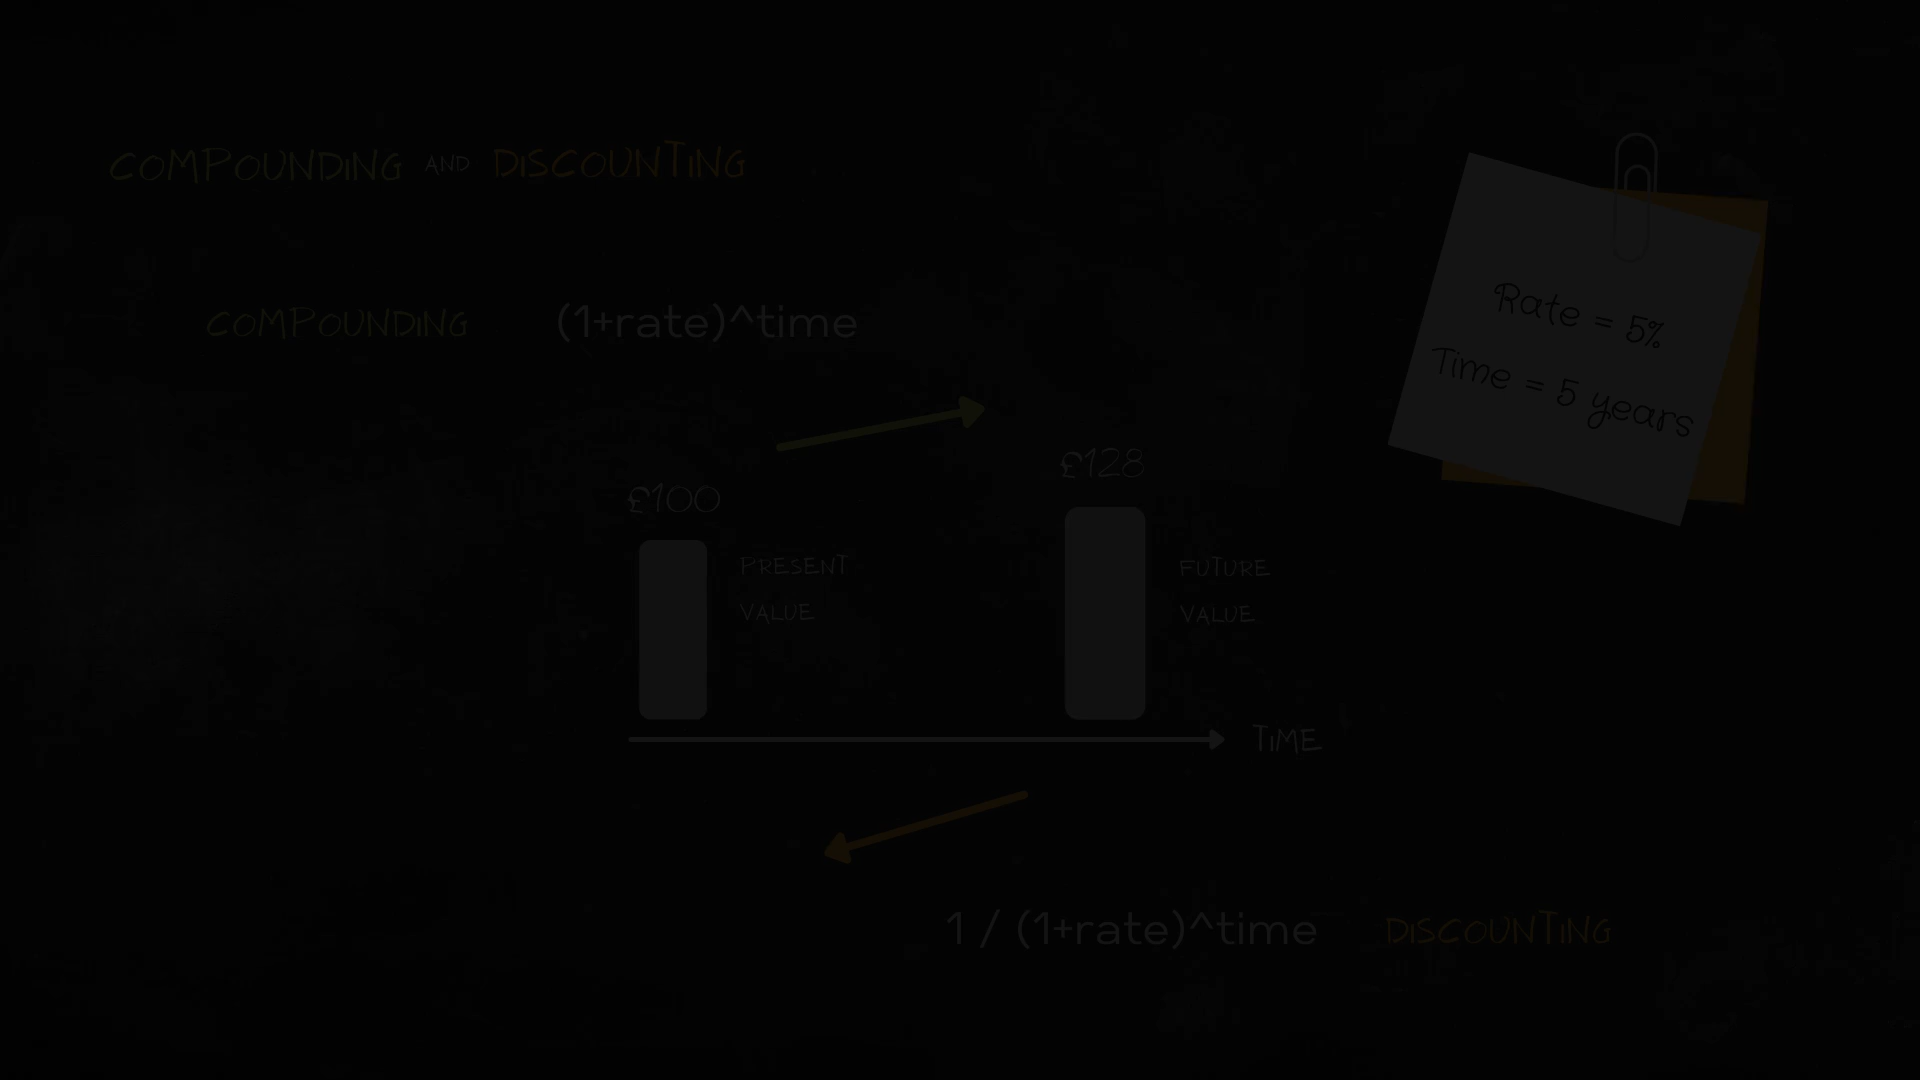 COMPOUNDING AND DISCOUNTING
COMPOUNDING (1+rate)^time
Rate = 5%
Time = 5 years
£100
£128
PRESENT
VALUE
FUTURE
VALUE
TIME
1 / (1+rate)^time DISCOUNTING